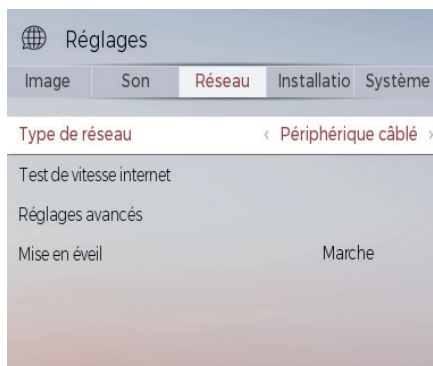 Réglages
Image Son Réseau Installatio Système
Type de réseau < Périphérique câblé >
Test de vitesse internet
Réglages avancés
Mise en éveil Marche